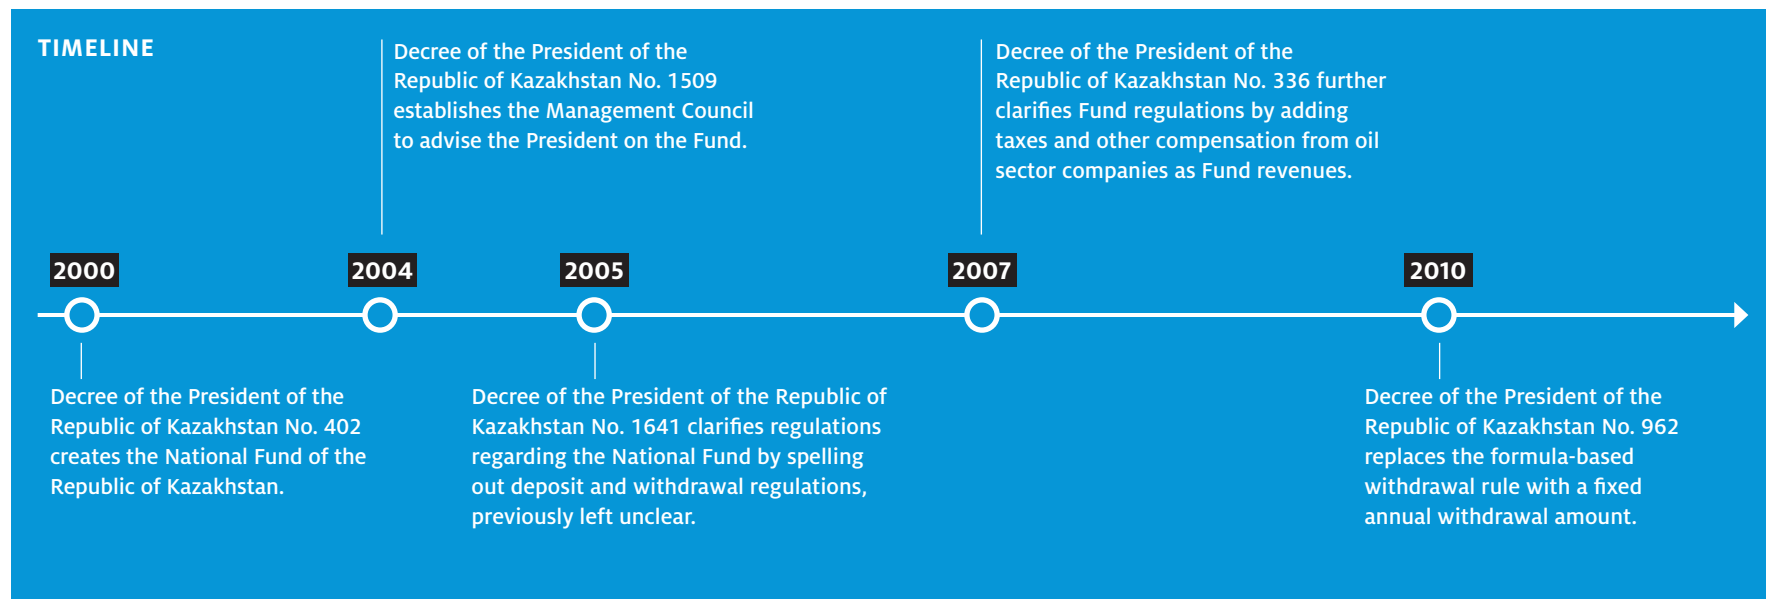 TIMELINE
Decree of the President of the
Republic of Kazakhstan No. 1509
establishes the Management Council
to advise the President on the Fund.
Decree of the President of the
Republic of Kazakhstan No. 336 further
clarifies Fund regulations by adding
taxes and other compensation from oil
sector companies as Fund revenues.
2000
2004
2005
2007
2010
Decree of the President of the
Republic of Kazakhstan No. 402
creates the National Fund of the
Republic of Kazakhstan.
Decree of the President of the Republic of
Kazakhstan No. 1641 clarifies regulations
regarding the National Fund by spelling
out deposit and withdrawal regulations,
previously left unclear.
Decree of the President of the
Republic of Kazakhstan No. 962
replaces the formula-based
withdrawal rule with a fixed
annual withdrawal amount.